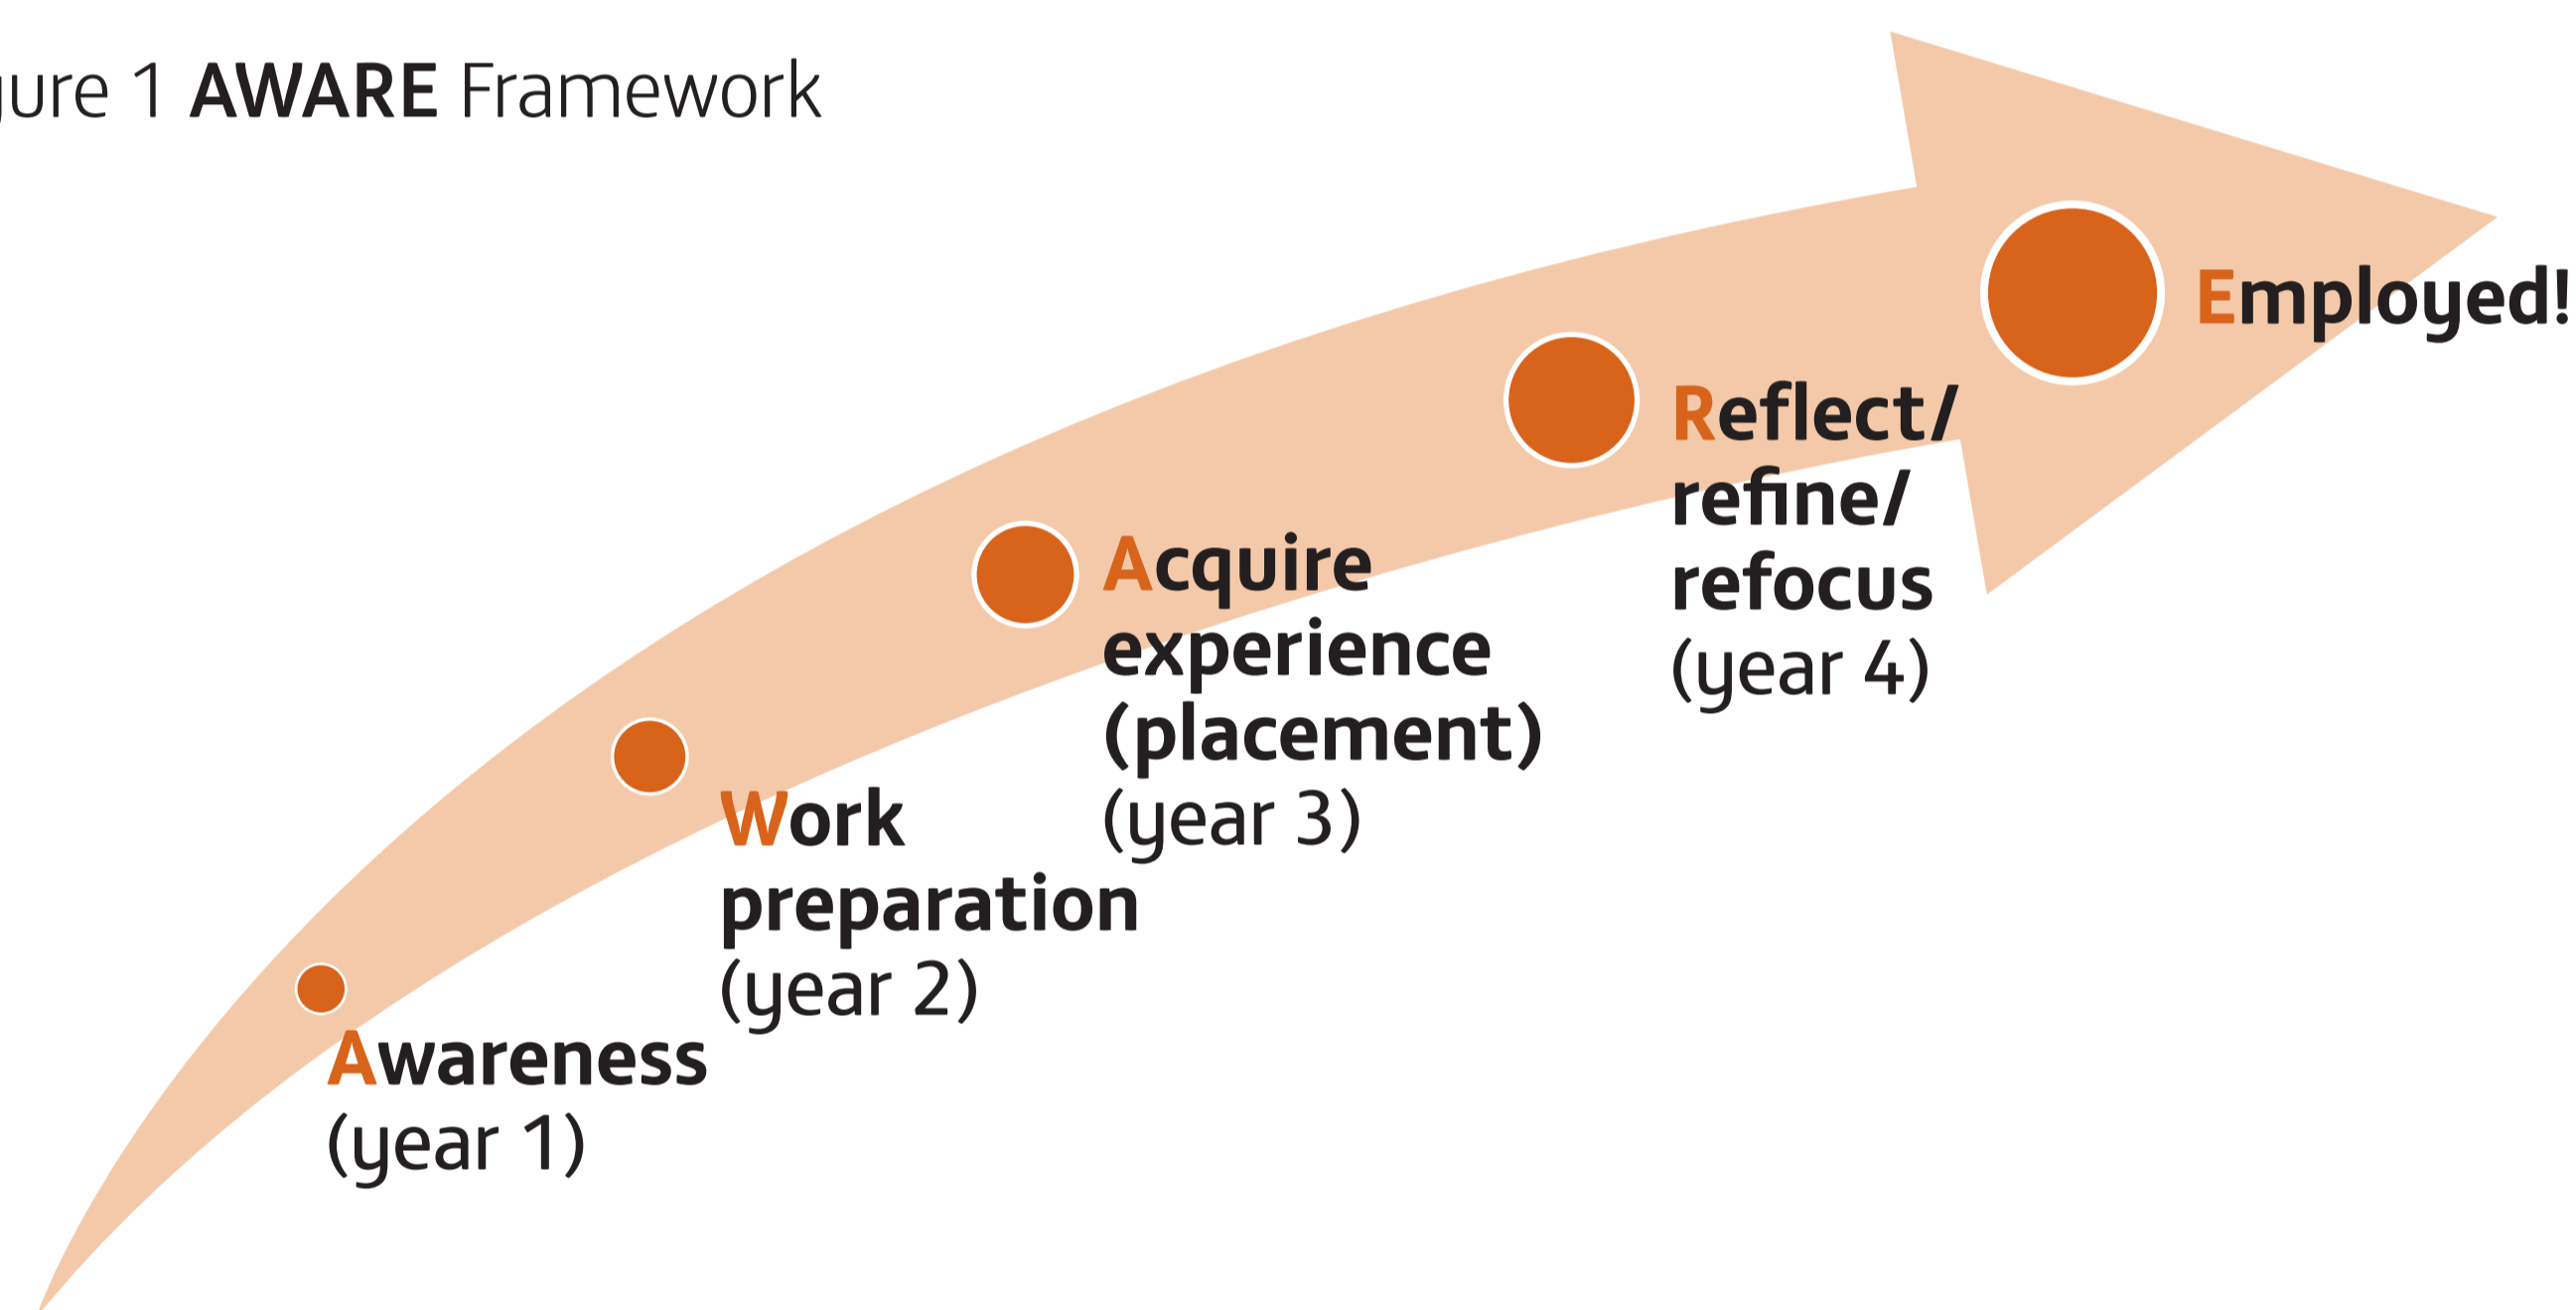 gure 1 AWARE Framework
Employed!
Reflect/
refine/
refocus
(year 4)
Acquire
experience
(placement)
(year 3)
Work
preparation
(year 2)
Awareness
(year 1)